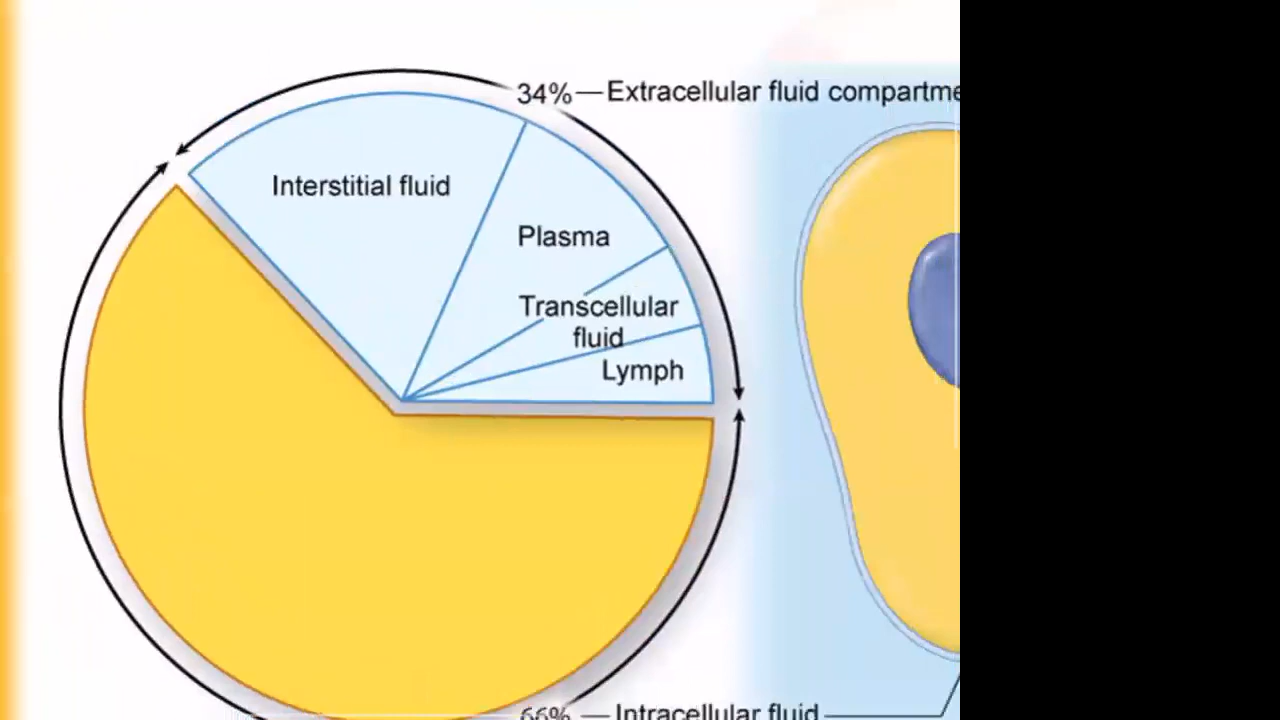 34% — Extracellular fluid compartme
Interstitial fluid
Plasma
Transcellular
fluid
Lymph
66% — Intracellular fluid